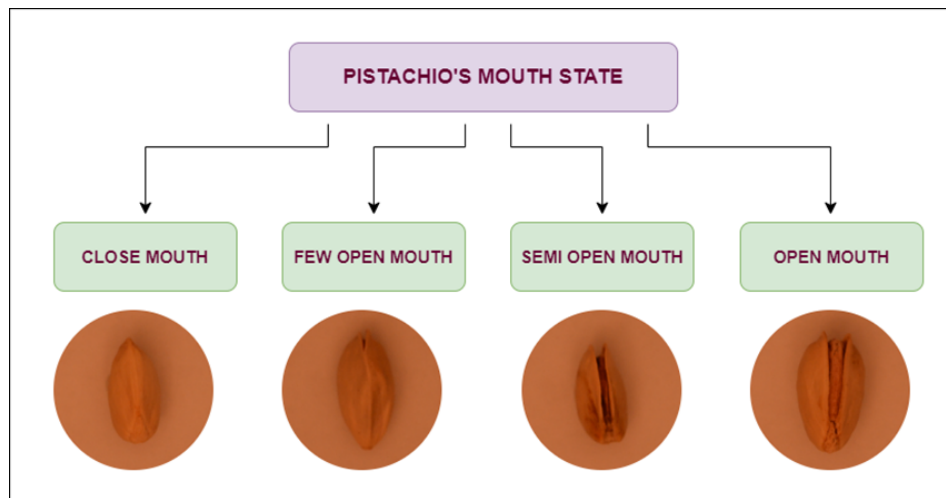 PISTACHIO'S MOUTH STATE
CLOSE MOUTH
FEW OPEN MOUTH
SEMI OPEN MOUTH
OPEN MOUTH